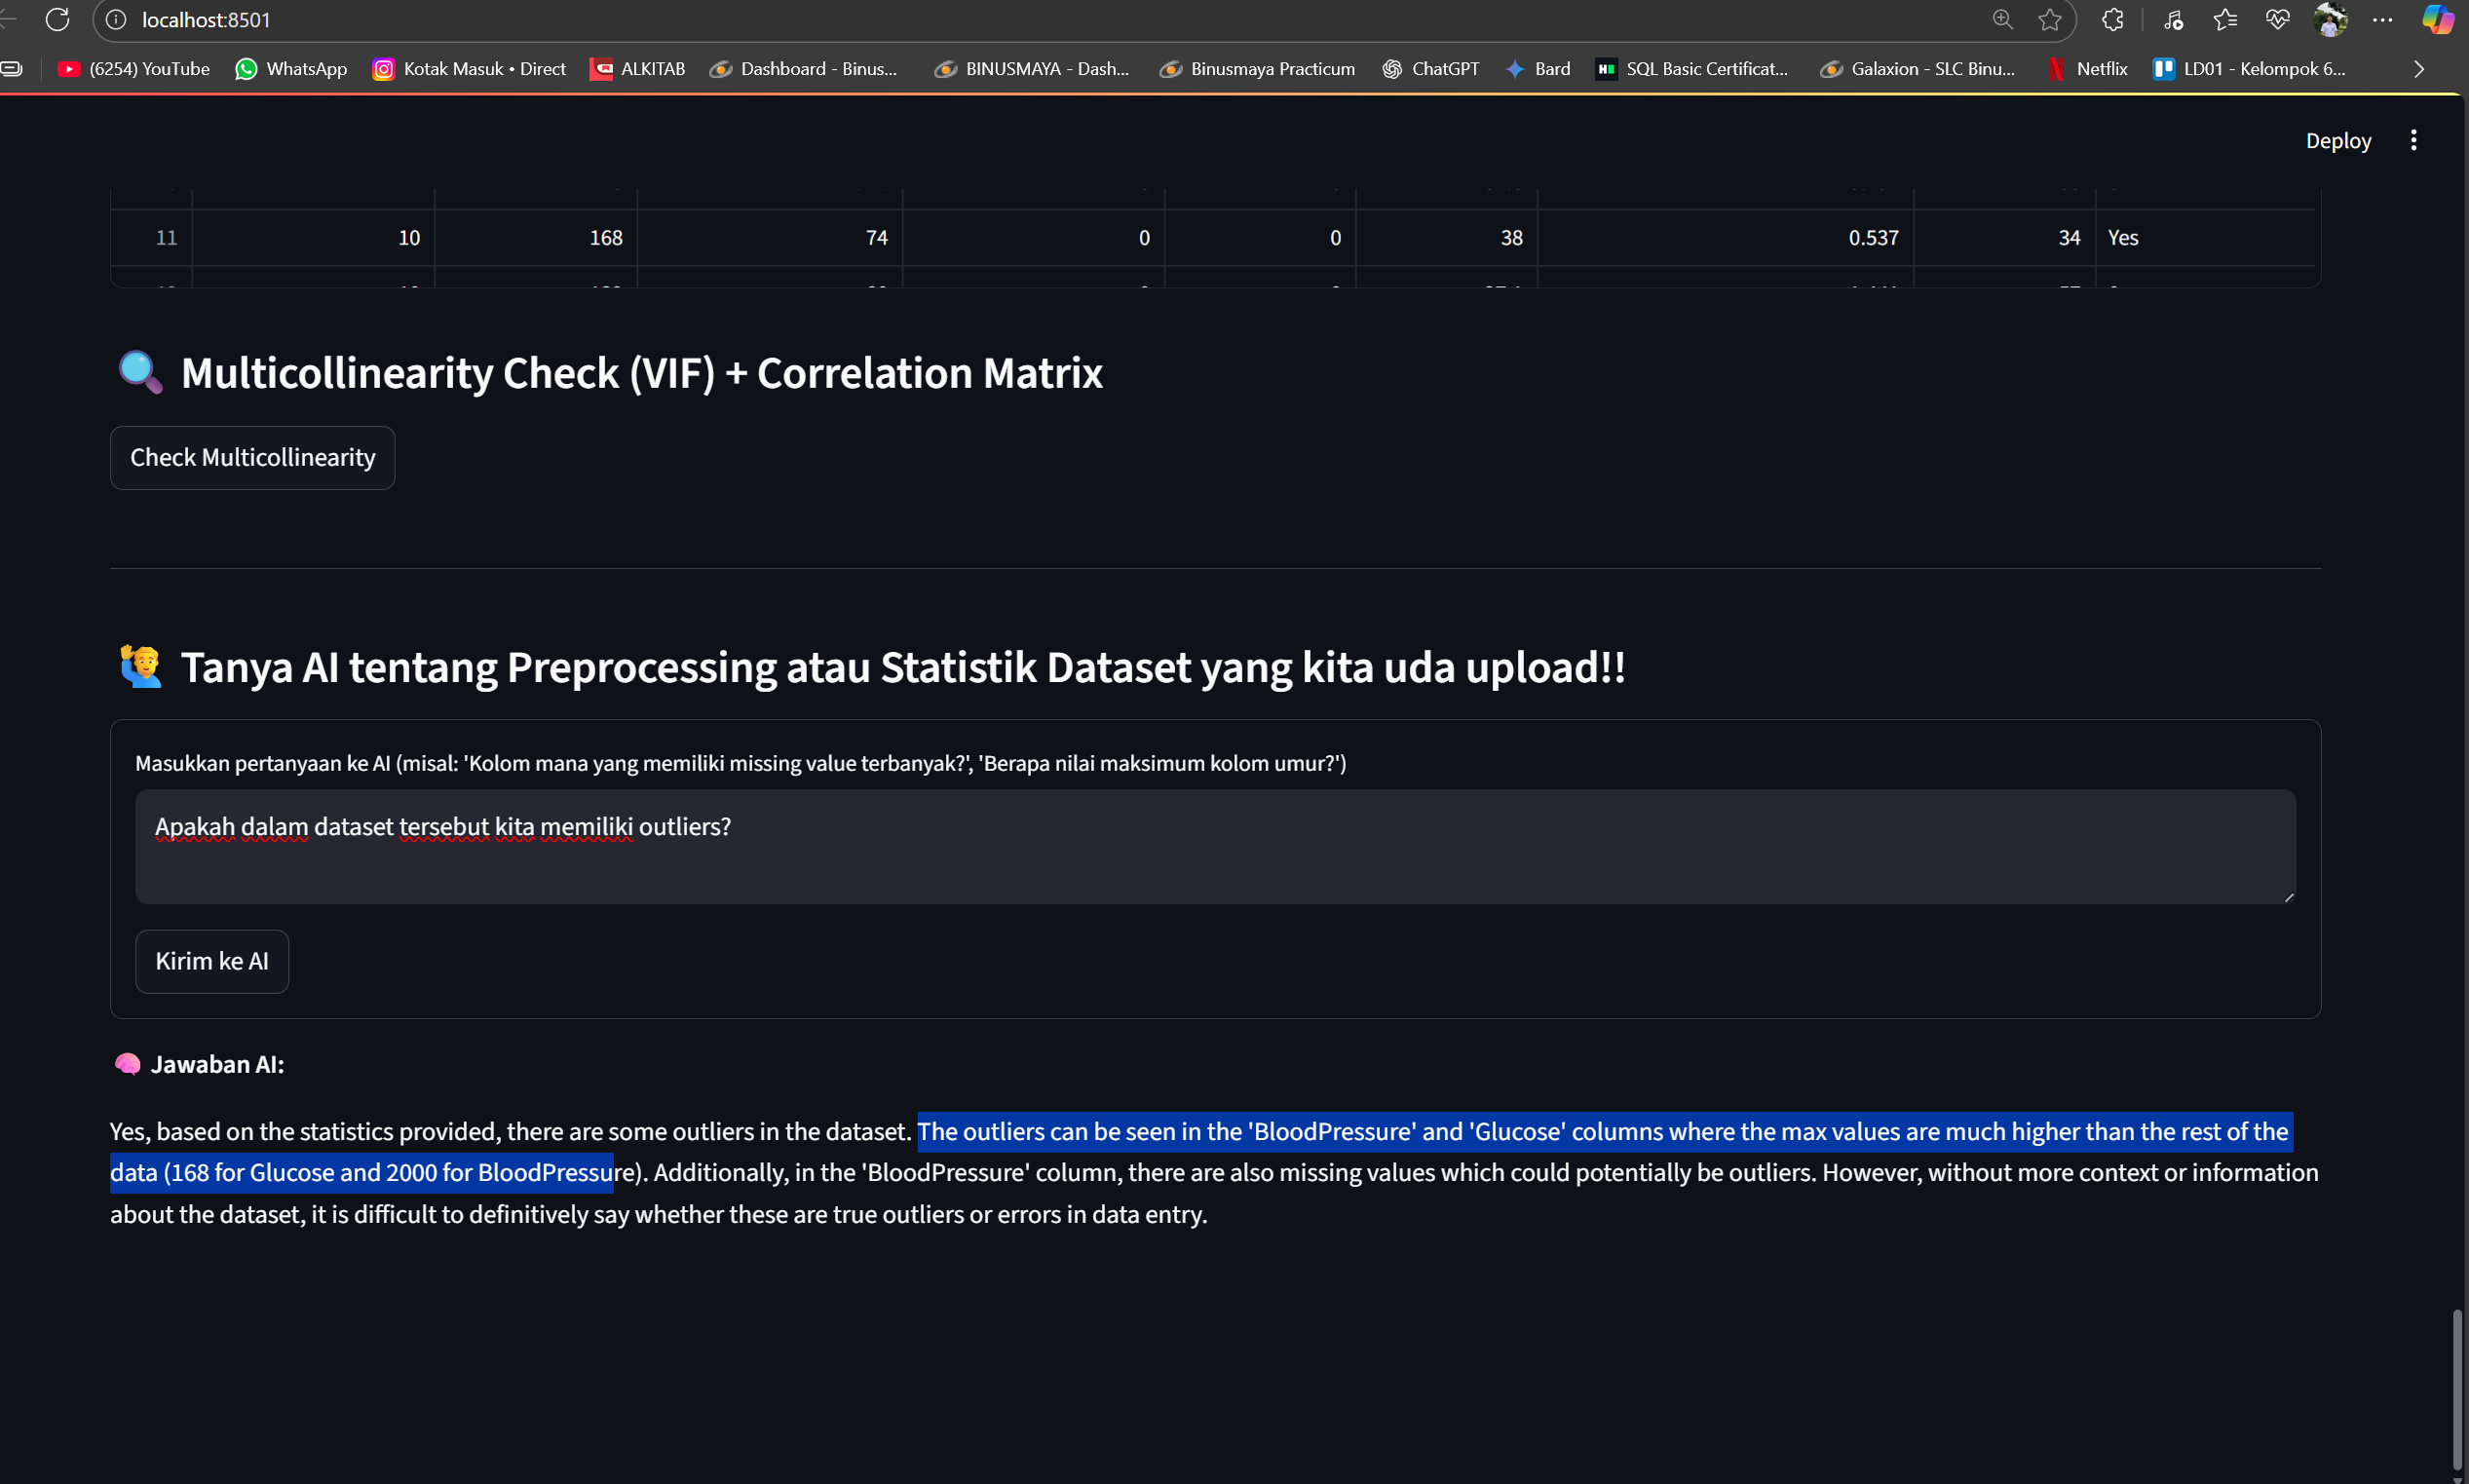 localhost:8501
(6254) YouTube WhatsApp Kotak Masuk • Direct ALKITAB Dashboard - Binus... BINUSMAYA - Dash... Binusmaya Practicum ChatGPT Bard SQL Basic Certificat... Galaxion - SLC Binu... Netflix LD01 - Kelompok 6...
Deploy
11 10 168 74 0 0 38 0.537 34 Yes
Multicollinearity Check (VIF) + Correlation Matrix
Check Multicollinearity
Tanya AI tentang Preprocessing atau Statistik Dataset yang kita uda upload!!
Masukkan pertanyaan ke AI (misal: 'Kolom mana yang memiliki missing value terbanyak?', 'Berapa nilai maksimum kolom umur?')
Apakah dalam dataset tersebut kita memiliki outliers?
Kirim ke AI
Jawaban AI:
Yes, based on the statistics provided, there are some outliers in the dataset. The outliers can be seen in the 'BloodPressure' and 'Glucose' columns where the max values are much higher than the rest of the
data (168 for Glucose and 2000 for BloodPressure). Additionally, in the 'BloodPressure' column, there are also missing values which could potentially be outliers. However, without more context or information
about the dataset, it is difficult to definitively say whether these are true outliers or errors in data entry.